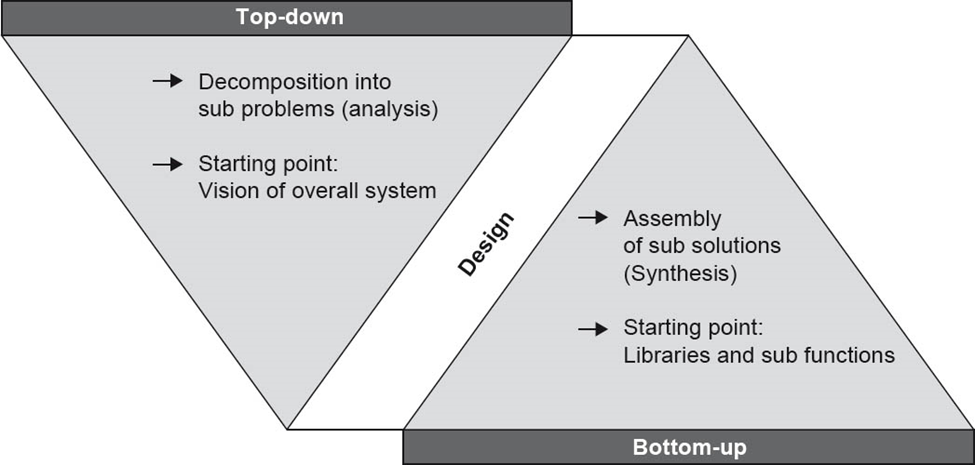 Top-down
→ Decomposition into
sub problems (analysis)
→ Starting point:
Vision of overall system
Design
→ Assembly
of sub solutions
(Synthesis)
→ Starting point:
Libraries and sub functions
Bottom-up